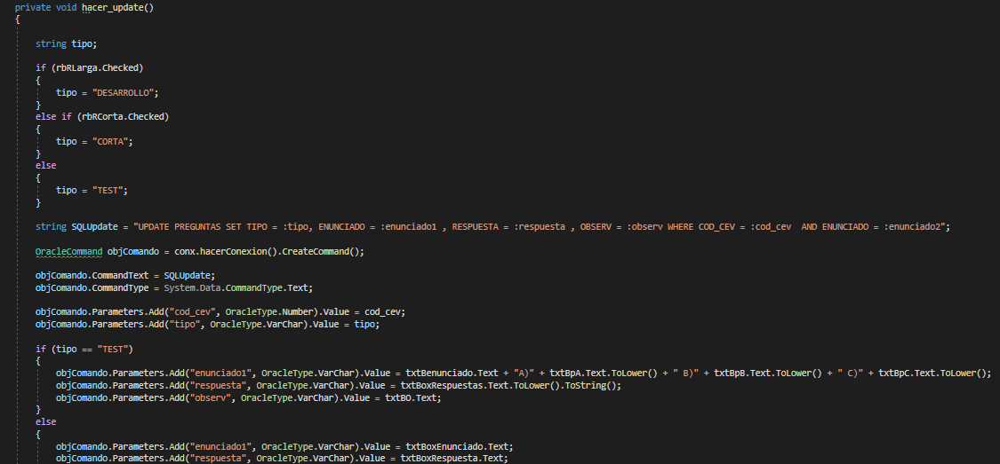 private void hacer_update()
{
string tipo;
if (rbRLarga.Checked)
{
tipo = "DESARROLLO";
}
else if (rbRCorta.Checked)
{
tipo = "CORTA";
}
else
{
tipo = "TEST";
}
string SQLUpdate = "UPDATE PREGUNTAS SET TIPO = :tipo, ENUNCIADO = :enunciado1 , RESPUESTA = :respuesta , OBSERV = :observ WHERE COD_CEV = :cod_cev  AND ENUNCIADO = :enunciado2";
OracleCommand objComando = conx.hacerConexion().CreateCommand();
objComando.CommandText = SQLUpdate;
objComando.CommandType = System.Data.CommandType.Text;
objComando.Parameters.Add("cod_cev", OracleType.Number).Value = cod_cev;
objComando.Parameters.Add("tipo", OracleType.VarChar).Value = tipo;
if (tipo == "TEST")
{
objComando.Parameters.Add("enunciado1", OracleType.VarChar).Value = txtBenunciado.Text + "A)" + txtBpA.Text.ToLower() + " B)" + txtBpB.Text.ToLower() + " C)" + txtBpC.Text.ToLower();
objComando.Parameters.Add("respuesta", OracleType.VarChar).Value = txtBoxRespuestas.Text.ToLower().ToString();
objComando.Parameters.Add("observ", OracleType.VarChar).Value = txtBO.Text;
}
else
{
objComando.Parameters.Add("enunciado1", OracleType.VarChar).Value = txtBoxEnunciado.Text;
objComando.Parameters.Add("respuesta", OracleType.VarChar).Value = txtBoxRespuesta.Text;